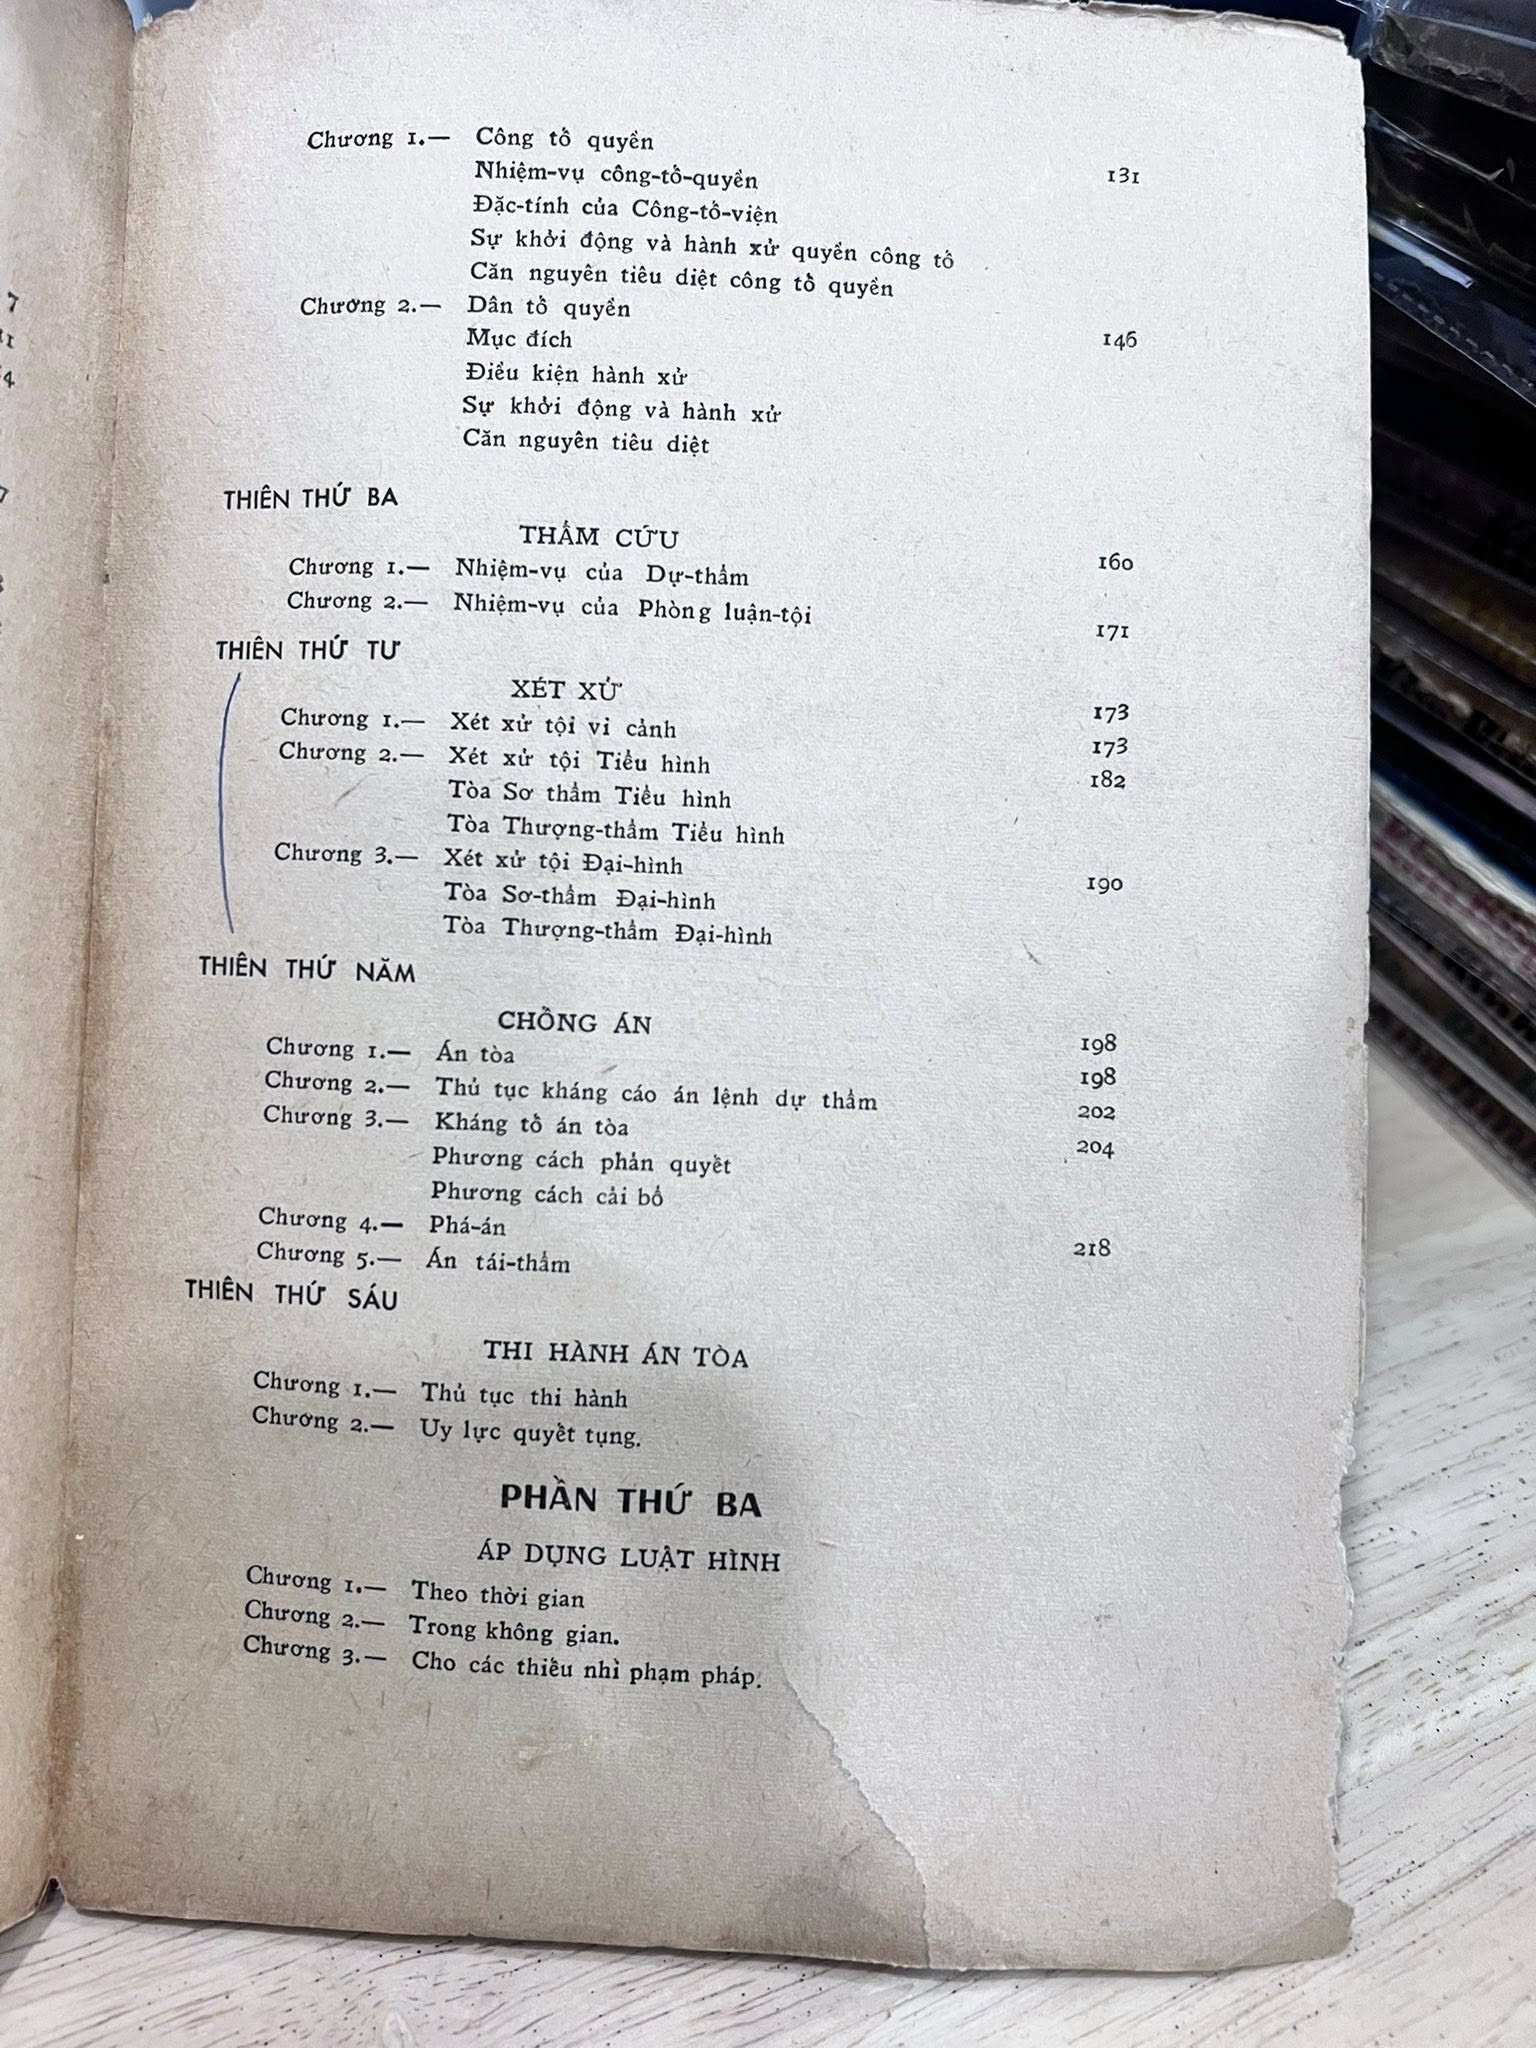 Chương 1.— Công tố quyền
Nhiệm-vụ công-tố-quyền 131
Đặc-tính của Công-tố-viện
Sự khởi động và hành xử quyền công tố
Căn nguyên tiêu diệt công tố quyền
Chương 2.— Dân tố quyền
Mục đích 146
Điều kiện hành xử
Sự khởi động và hành xử
Căn nguyên tiêu diệt
THIÊN THỨ BA
THẨM CỨU
Chương 1.— Nhiệm-vụ của Dự-thẩm 160
Chương 2.— Nhiệm-vụ của Phòng luận-tội 171
THIÊN THỨ TƯ
XÉT XỬ 173
Chương 1.— Xét xử tội vi cảnh 173
Chương 2.— Xét xử tội Tiểu hình 182
Tòa Sơ thẩm Tiểu hình
Tòa Thượng-thẩm Tiểu hình
Chương 3.— Xét xử tội Đại-hình 190
Tòa Sơ-thẩm Đại-hình
Tòa Thượng-thẩm Đại-hình
THIÊN THỨ NĂM
CHỐNG ÁN 198
Chương 1.— Án tòa 198
Chương 2.— Thủ tục kháng cáo án lệnh dự thẩm 202
Chương 3.— Kháng tố án tòa 204
Phương cách phản quyết
Phương cách cải bố
Chương 4.— Phá-án 218
Chương 5.— Án tái-thẩm
THIÊN THỨ SÁU
THI HÀNH ÁN TÒA
Chương 1.— Thủ tục thi hành
Chương 2.— Uy lực quyết tụng.
PHẦN THỨ BA
ÁP DỤNG LUẬT HÌNH
Chương 1.— Theo thời gian
Chương 2.— Trong không gian.
Chương 3.— Cho các thiếu nhi phạm pháp.